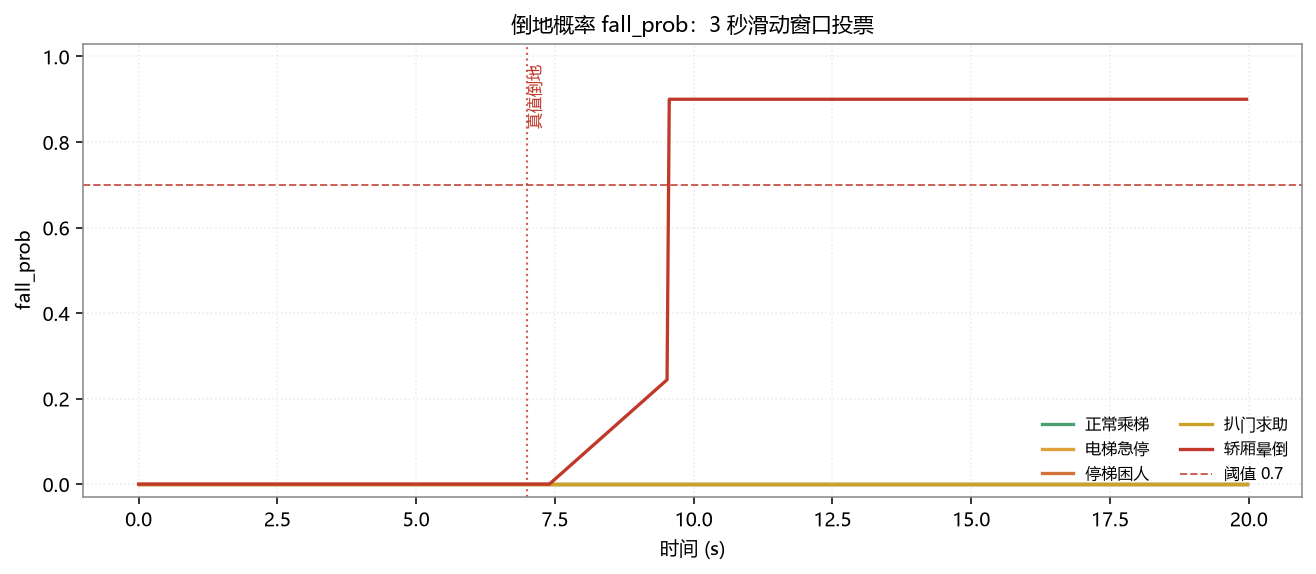 倒地概率 fall_prob：3 秒滑动窗口投票
fall_prob
1.0
0.8
0.6
0.4
0.2
0.0
真值倒地
正常乘梯
电梯急停
停梯困人
扒门求助
轿厢晕倒
阈值 0.7
0.0 2.5 5.0 7.5 10.0 12.5 15.0 17.5 20.0
时间 (s)